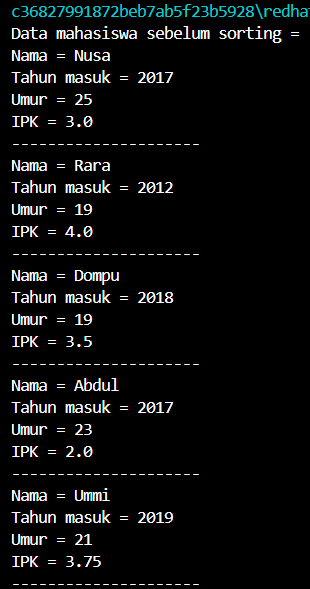 c36827991872beb7ab5f23b5928\redha
Data mahasiswa sebelum sorting =
Nama = Nusa
Tahun masuk = 2017
Umur = 25
IPK = 3.0
---------------------
Nama = Rara
Tahun masuk = 2012
Umur = 19
IPK = 4.0
---------------------
Nama = Dompu
Tahun masuk = 2018
Umur = 19
IPK = 3.5
---------------------
Nama = Abdul
Tahun masuk = 2017
Umur = 23
IPK = 2.0
---------------------
Nama = Ummi
Tahun masuk = 2019
Umur = 21
IPK = 3.75
---------------------